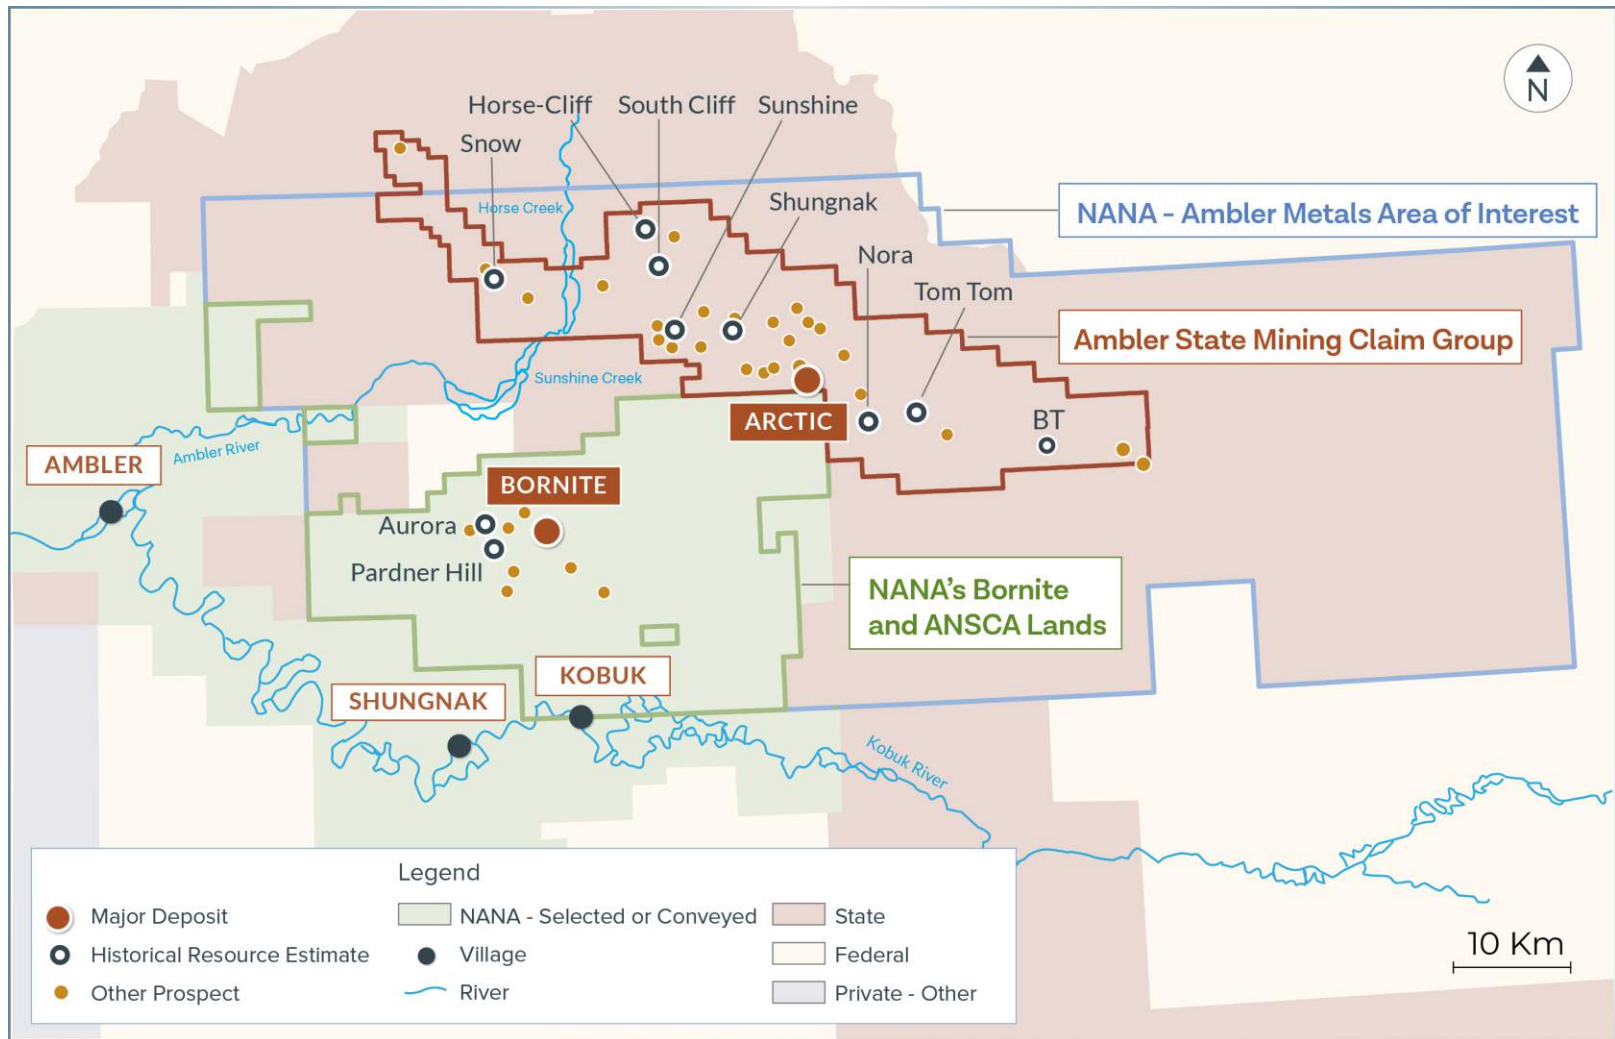 N
Horse-Cliff
South Cliff
Sunshine
Snow
Shungnak
Horse Creek
NANA - Ambler Metals Area of Interest
Nora
Tom Tom
Ambler State Mining Claim Group
Sunshine Creek
ARCTIC
BT
Ambler River
AMBLER
BORNITE
Aurora
Pardner Hill
NANA's Bornite
and ANSCA Lands
KOBUK
SHUNGNAK
Kobuk River
Legend
Major Deposit
Historical Resource Estimate
Other Prospect
NANA - Selected or Conveyed
Village
River
State
Federal
Private - Other
10 Km